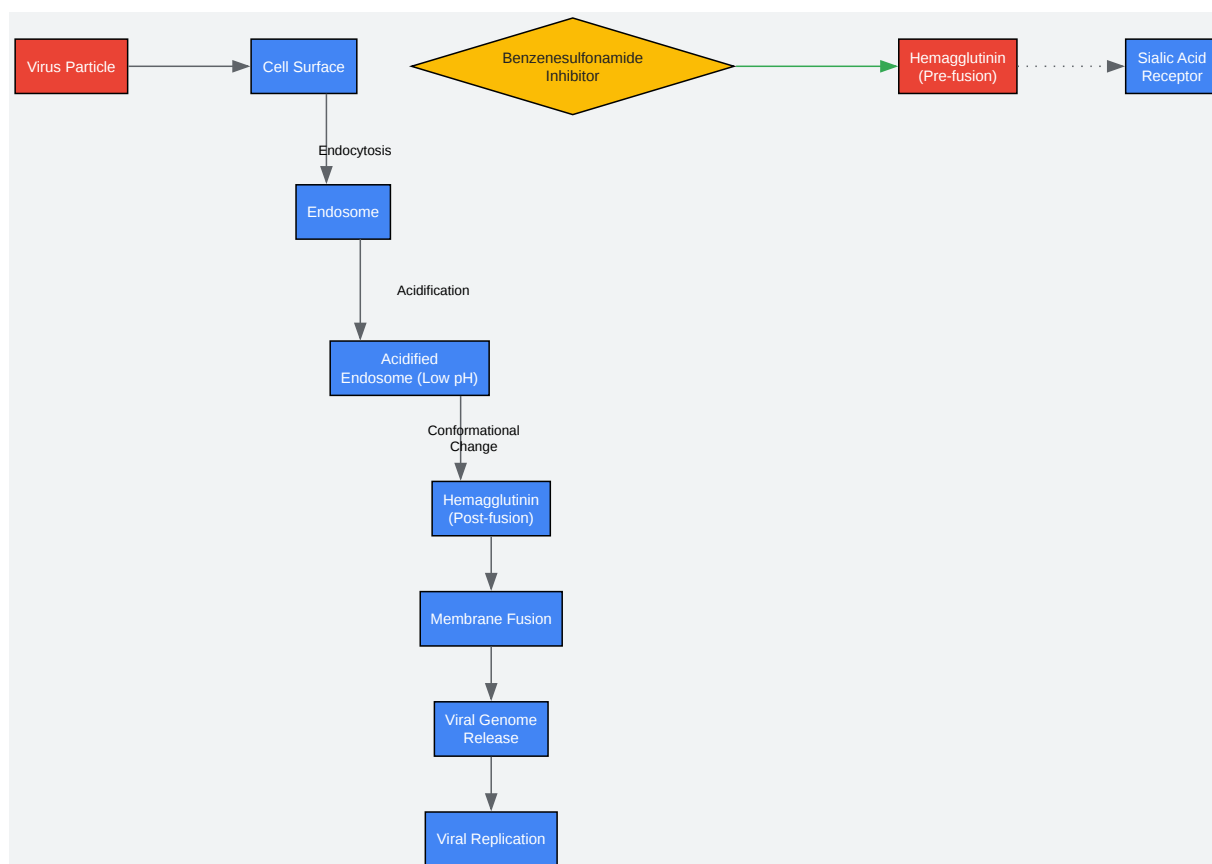 Virus Particle
Cell Surface
Benzenesulfonamide
Inhibitor
Hemagglutinin
(Pre-fusion)
Sialic Acid
Receptor
Endocytosis
Endosome
Acidification
Acidified
Endosome (Low pH)
Conformational
Change
Hemagglutinin
(Post-fusion)
Membrane Fusion
Viral Genome
Release
Viral Replication